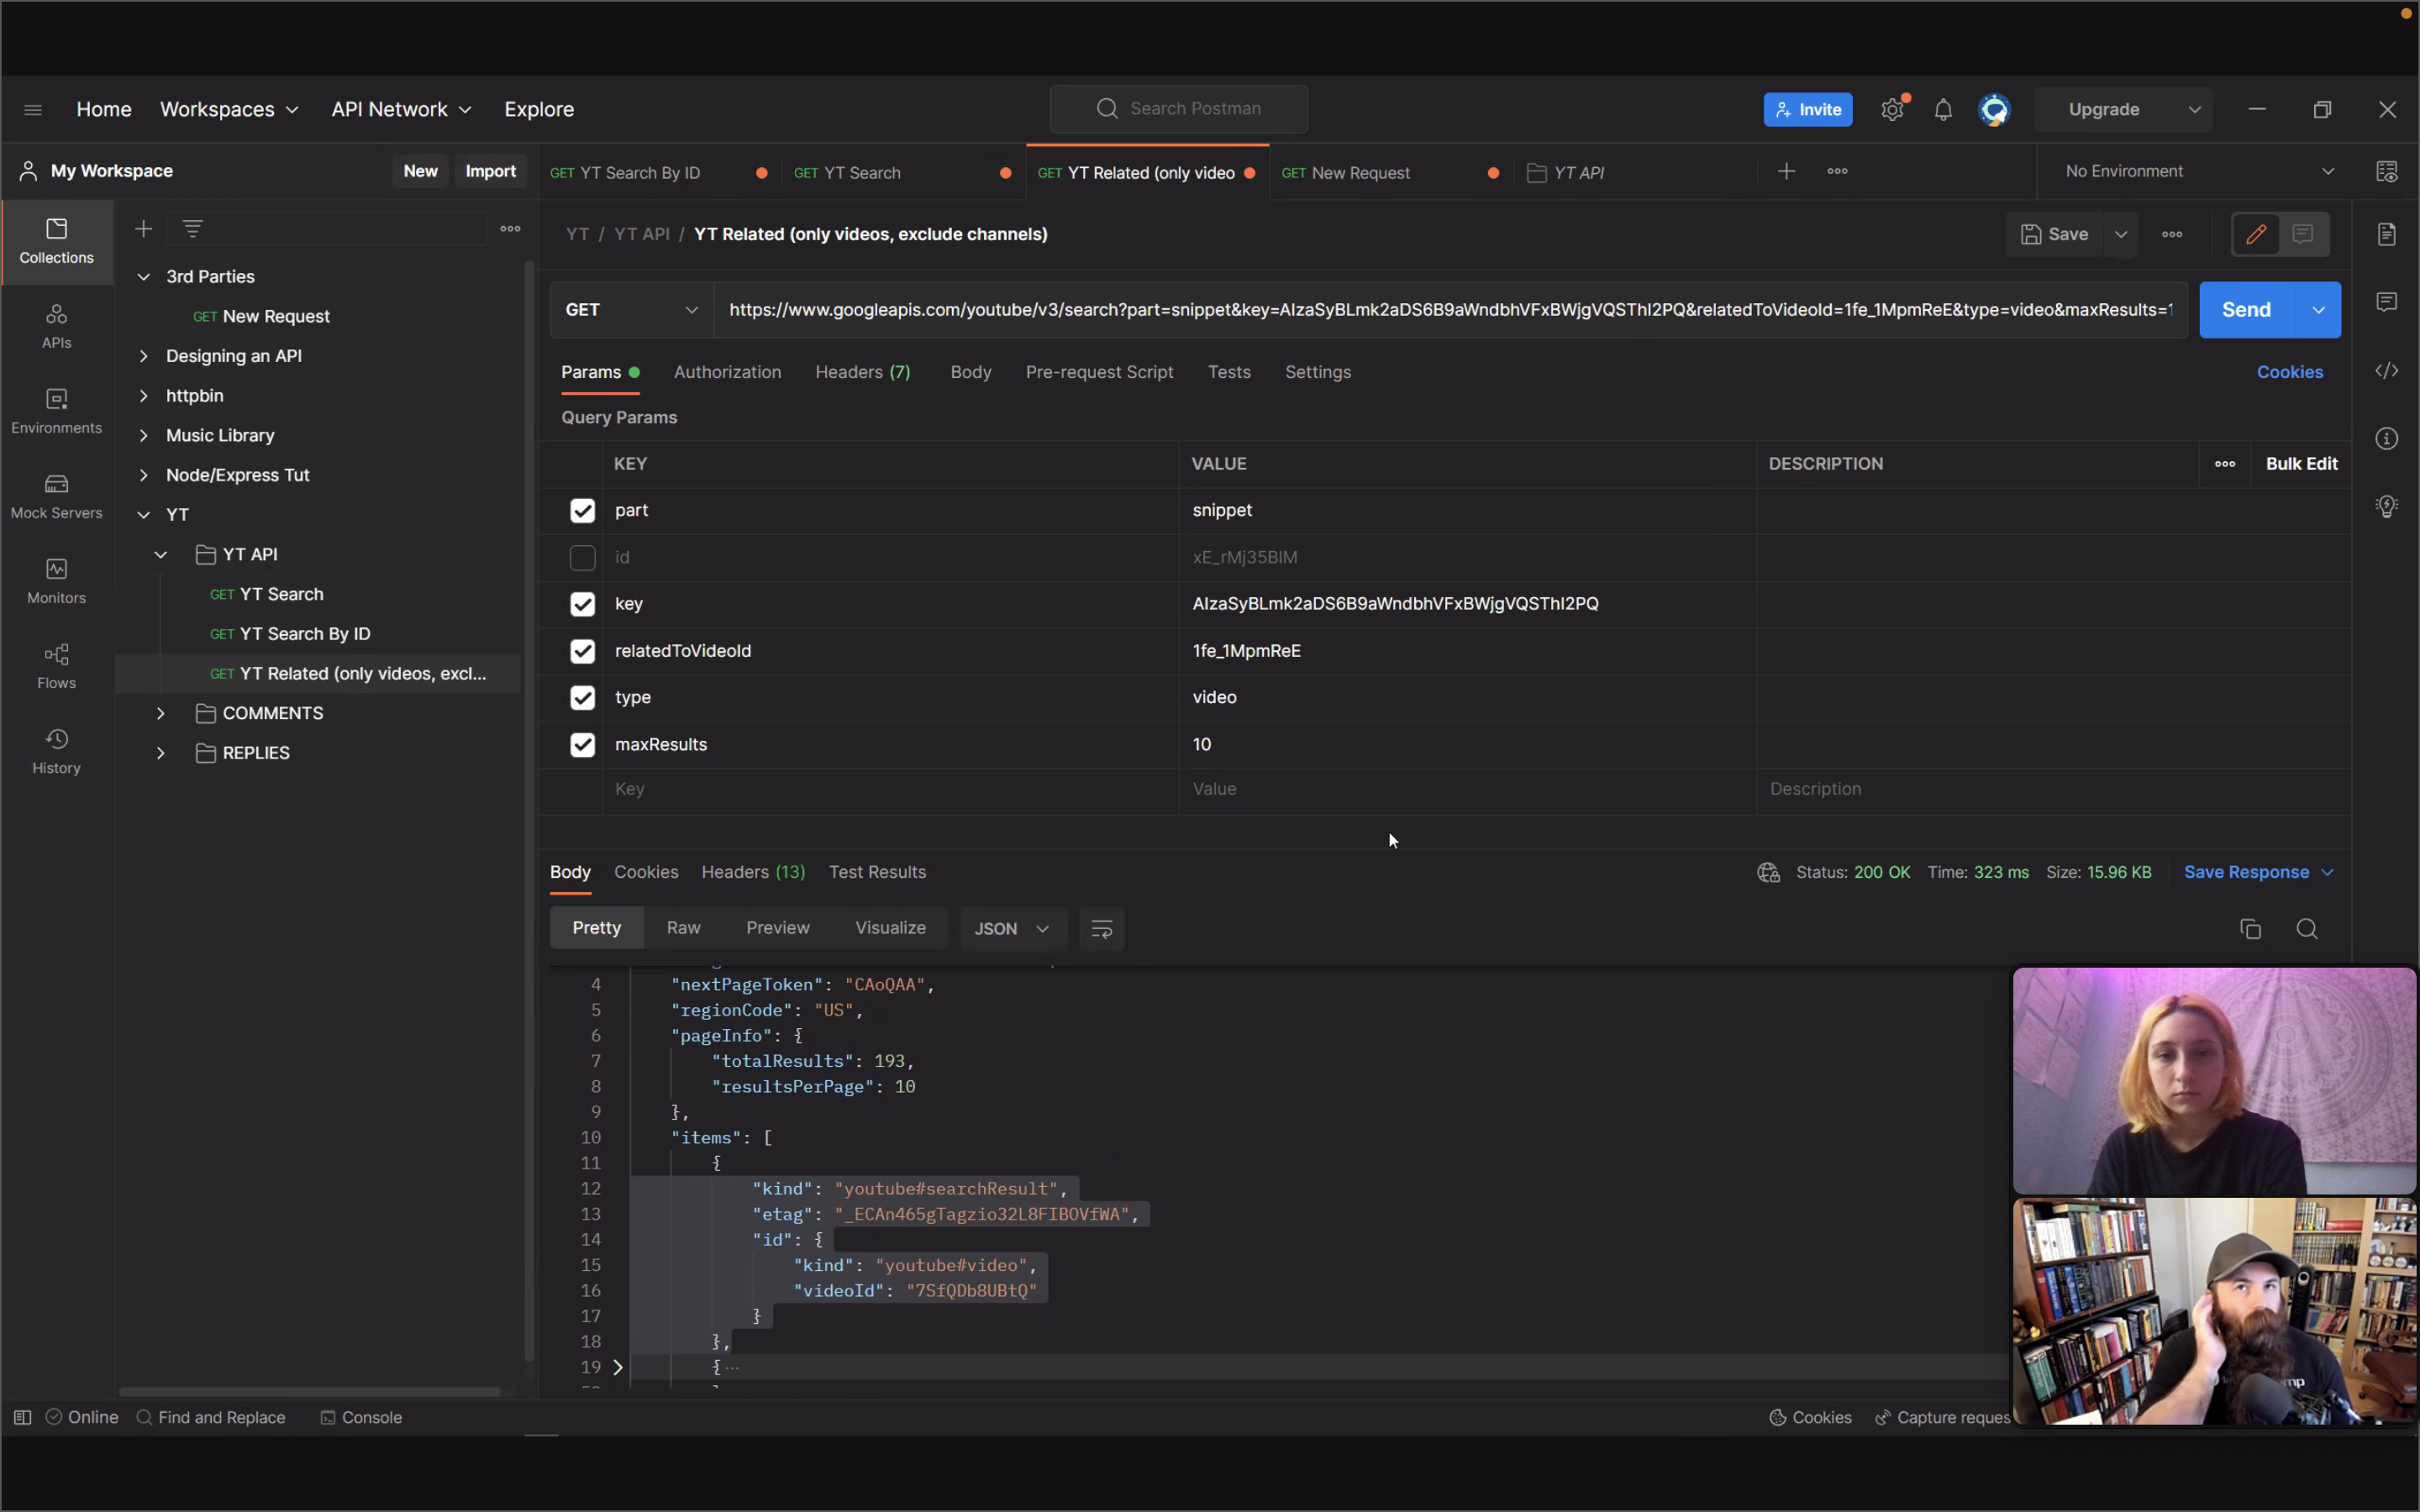 Home Workspaces API Network Explore Search Postman Invite Upgrade
My Workspace New Import GET YT Search By ID GET YT Search GET YT Related (only video GET New Request YT API No Environment
Collections
APIs
Environments
Mock Servers
Monitors
Flows
History
3rd Parties
GET New Request
Designing an API
httpbin
Music Library
Node/Express Tut
YT
YT API
GET YT Search
GET YT Search By ID
GET YT Related (only videos, excl...
COMMENTS
REPLIES
YT / YT API / YT Related (only videos, exclude channels) Save
GET https://www.googleapis.com/youtube/v3/search?part=snippet&key=AIzaSyBLmk2aDS6B9aWndbhVFxBWjgVQSThI2PQ&relatedToVideoId=1fe_1MpmReE&type=video&maxResults=1 Send
Params Authorization Headers (7) Body Pre-request Script Tests Settings Cookies
Query Params
KEY VALUE DESCRIPTION Bulk Edit
part snippet
id xE_rMj35BIM
key AIzaSyBLmk2aDS6B9aWndbhVFxBWjgVQSThI2PQ
relatedToVideoId 1fe_1MpmReE
type video
maxResults 10
Key Value Description
Body Cookies Headers (13) Test Results Status: 200 OK Time: 323 ms Size: 15.96 KB Save Response
Pretty Raw Preview Visualize JSON
4 "nextPageToken": "CAoQAA",
5 "regionCode": "US",
6 "pageInfo": {
7 "totalResults": 193,
8 "resultsPerPage": 10
9 },
10 "items": [
11 {
12 "kind": "youtube#searchResult",
13 "etag": "_ECAn465gTagzio32L8FIBOVfWA",
14 "id": {
15 "kind": "youtube#video",
16 "videoId": "7SfQDb8UBtQ"
17 }
18 },
19 { ...
Online Find and Replace Console Cookies Capture reques